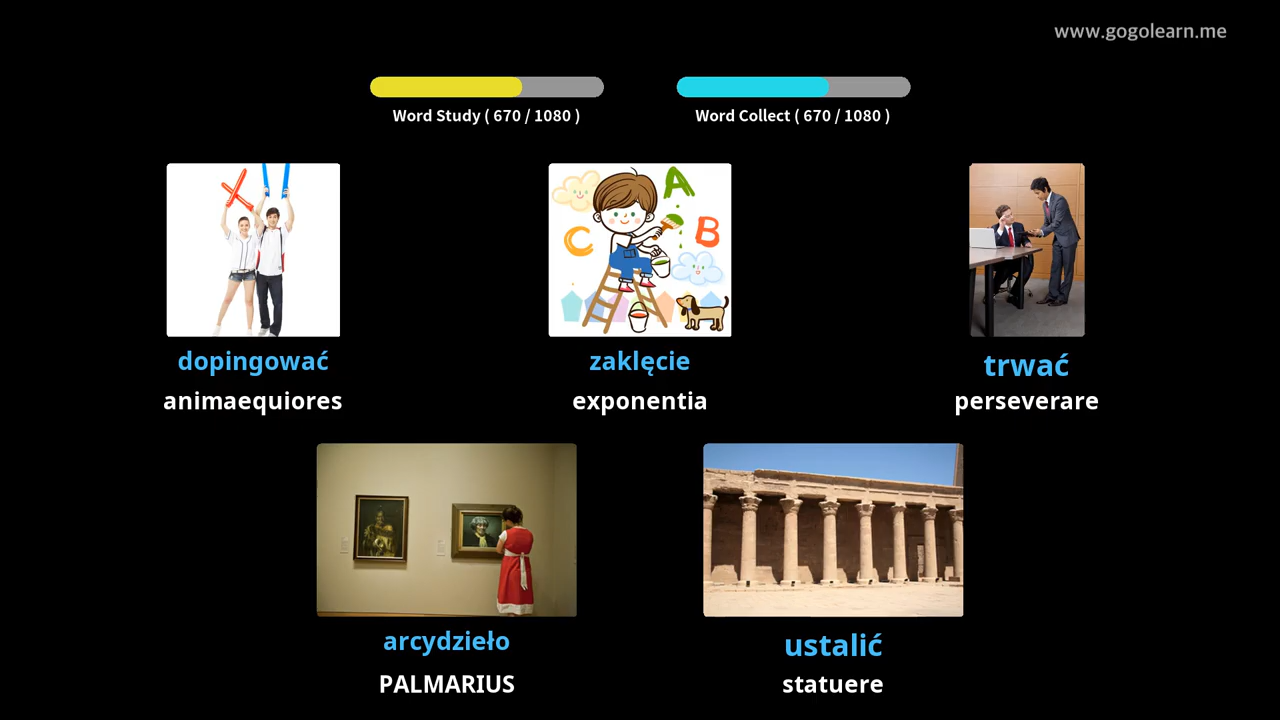 www.gogolearn.me
Word Study ( 670 / 1080 )
Word Collect ( 670 / 1080 )
A
B
C
dopingować
zaklęcie
trwać
animaequiores
exponentia
perseverare
arcydzieło
ustalić
PALMARIUS
statuere